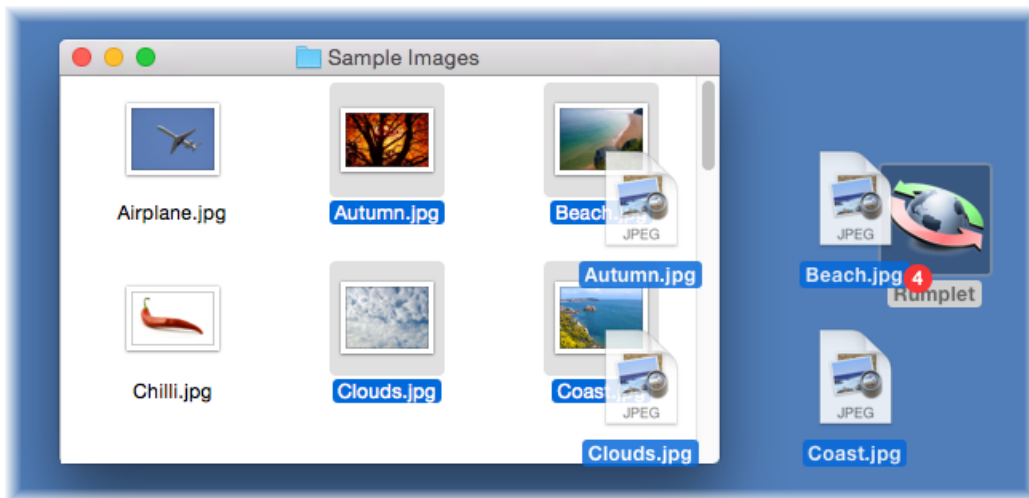 Sample Images
Airplane.jpg
Autumn.jpg
Beach.jpg
JPEG
JPEG
Autumn.jpg
Beach.jpg
4
Rumplet
Chilli.jpg
Clouds.jpg
Coast.jpg
JPEG
JPEG
Clouds.jpg
Coast.jpg